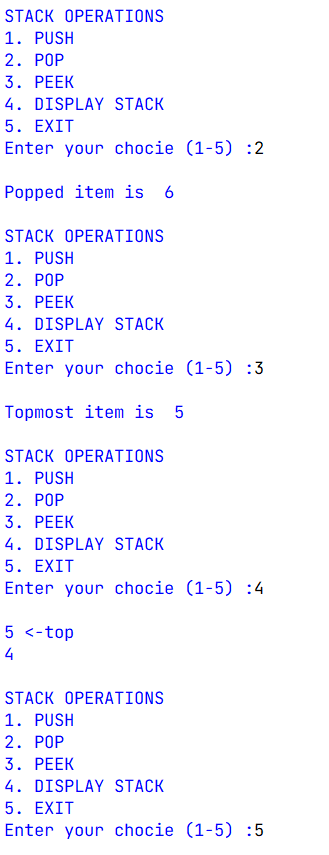 STACK OPERATIONS
1. PUSH
2. POP
3. PEEK
4. DISPLAY STACK
5. EXIT
Enter your chocie (1-5) :2
Popped item is  6
STACK OPERATIONS
1. PUSH
2. POP
3. PEEK
4. DISPLAY STACK
5. EXIT
Enter your chocie (1-5) :3
Topmost item is  5
STACK OPERATIONS
1. PUSH
2. POP
3. PEEK
4. DISPLAY STACK
5. EXIT
Enter your chocie (1-5) :4
5 <-top
4
STACK OPERATIONS
1. PUSH
2. POP
3. PEEK
4. DISPLAY STACK
5. EXIT
Enter your chocie (1-5) :5